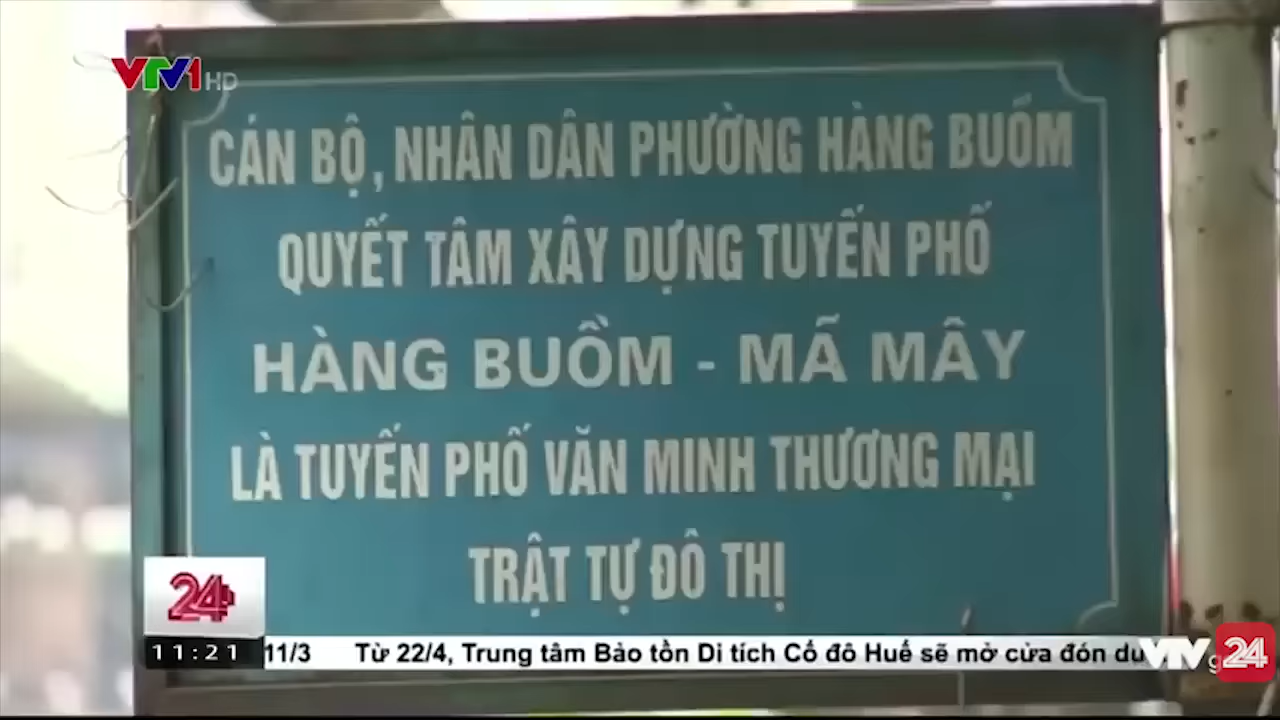 VTV1 HD
CÁN BỘ, NHÂN DÂN PHƯỜNG HÀNG BUỒM
QUYẾT TÂM XÂY DỰNG TUYẾN PHỐ
HÀNG BUỒM - MÃ MÂY
LÀ TUYẾN PHỐ VĂN MINH THƯƠNG MẠI
TRẬT TỰ ĐÔ THỊ
24
11:21
11/3 Từ 22/4, Trung tâm Bảo tồn Di tích Cố đô Huế sẽ mở cửa đón
VTV 24